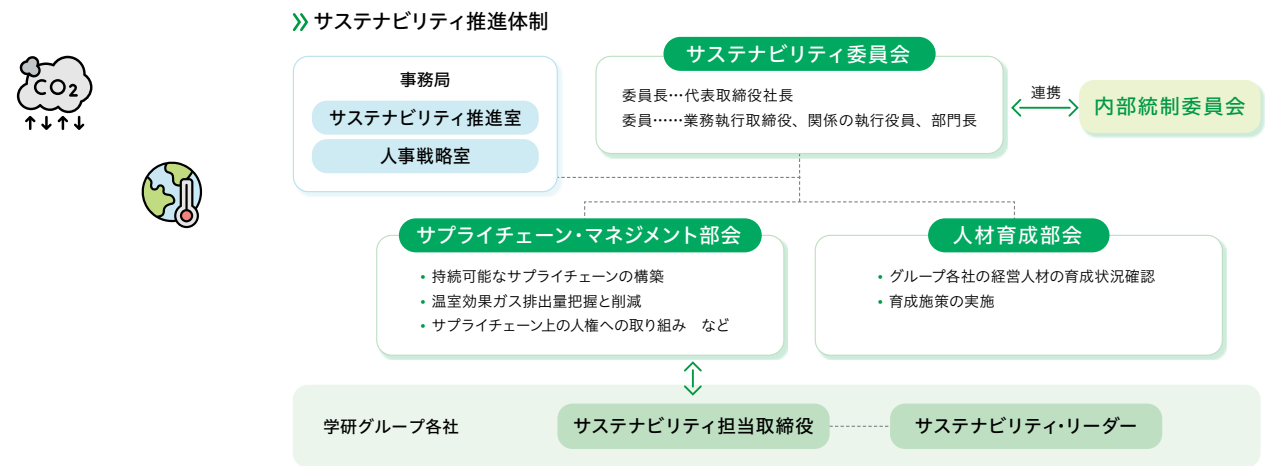 サステナビリティ推進体制
CO2
事務局
サステナビリティ推進室
人事戦略室
サステナビリティ委員会
委員長…代表取締役社長
委員……業務執行取締役、関係の執行役員、部門長
連携
内部統制委員会
サプライチェーン・マネジメント部会
• 持続可能なサプライチェーンの構築
• 温室効果ガス排出量把握と削減
• サプライチェーン上の人権への取り組み　など
人材育成部会
• グループ各社の経営人材の育成状況確認
• 育成施策の実施
学研グループ各社
サステナビリティ担当取締役
サステナビリティ・リーダー